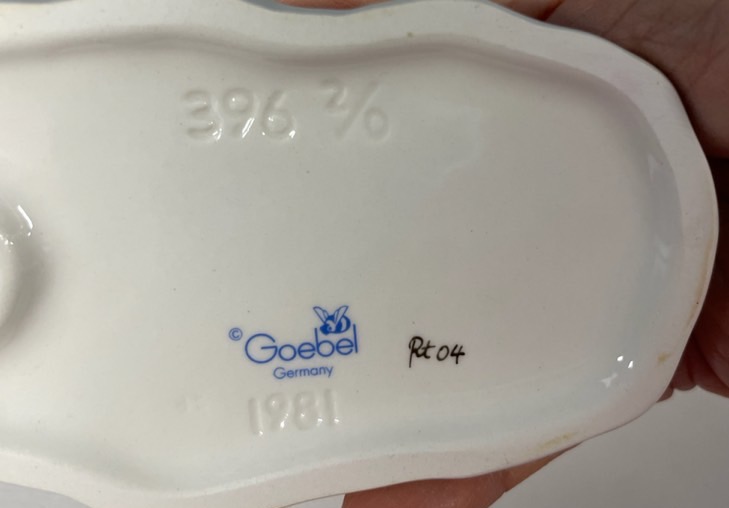 396 2/0
© Goebel
Germany
Rt 04
1981